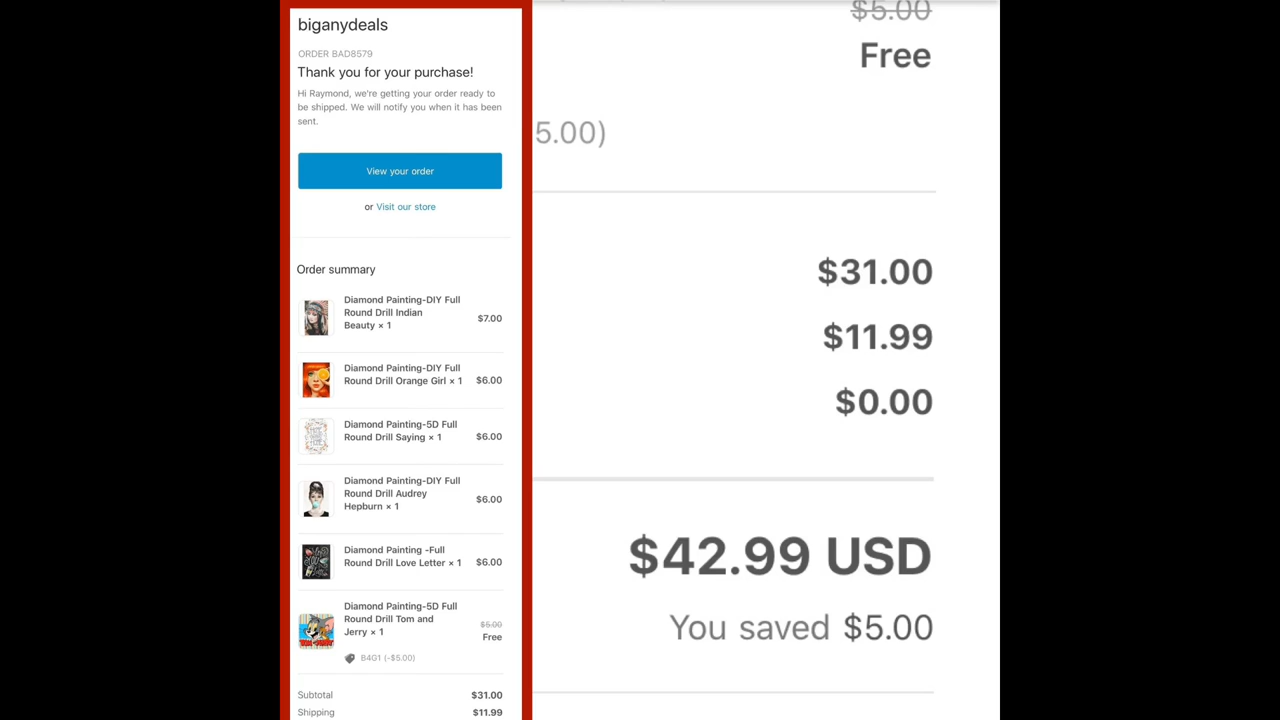 biganydeals
ORDER BAD8579
Thank you for your purchase!
Hi Raymond, we're getting your order ready to
be shipped. We will notify you when it has been
sent.
View your order
or Visit our store
Order summary
Diamond Painting-DIY Full
Round Drill Indian
Beauty × 1
$7.00
Diamond Painting-DIY Full
Round Drill Orange Girl × 1
$6.00
Diamond Painting-5D Full
Round Drill Saying × 1
$6.00
Diamond Painting-DIY Full
Round Drill Audrey
Hepburn × 1
$6.00
Diamond Painting -Full
Round Drill Love Letter × 1
$6.00
Diamond Painting-5D Full
Round Drill Tom and
Jerry × 1
$5.00
Free
B4G1 (-$5.00)
Subtotal $31.00
Shipping $11.99
$5.00
Free
5.00)
$31.00
$11.99
$0.00
$42.99 USD
You saved $5.00